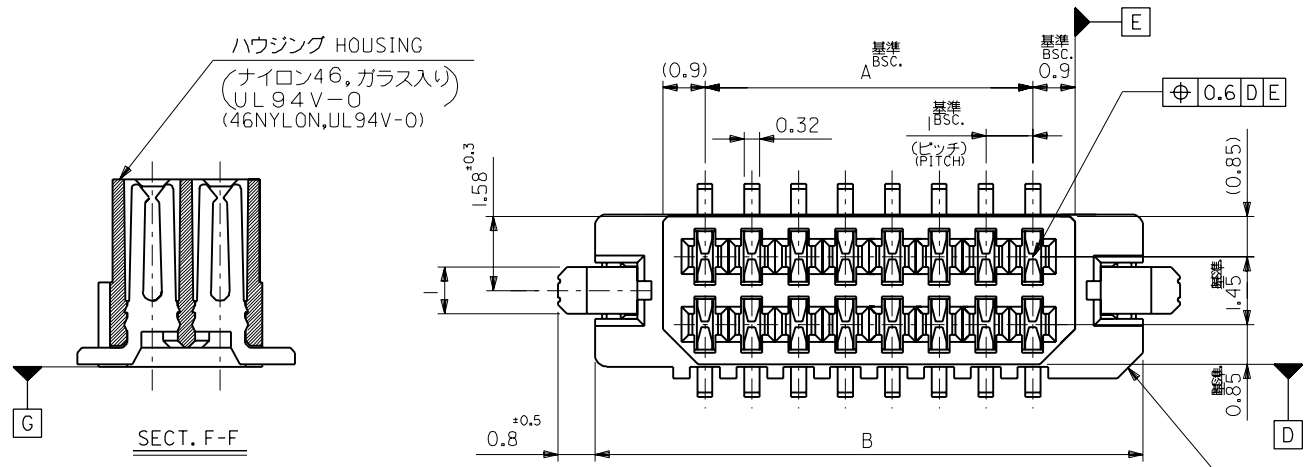 ハウジング HOUSING
(ナイロン46,ガラス入り)
UL94V-0
(46NYLON,UL94V-0)
G
SECT. F-F
基準
BSC.
A
(0.9)
基準
BSC.
0.9
E
0.32
基準
BSC.
1
(ピッチ)
(PITCH)
⌖ 0.6 D E
1.58 ±0.3
1
0.8 ±0.5
B
(0.85)
基準
1.45
基準
0.85
D